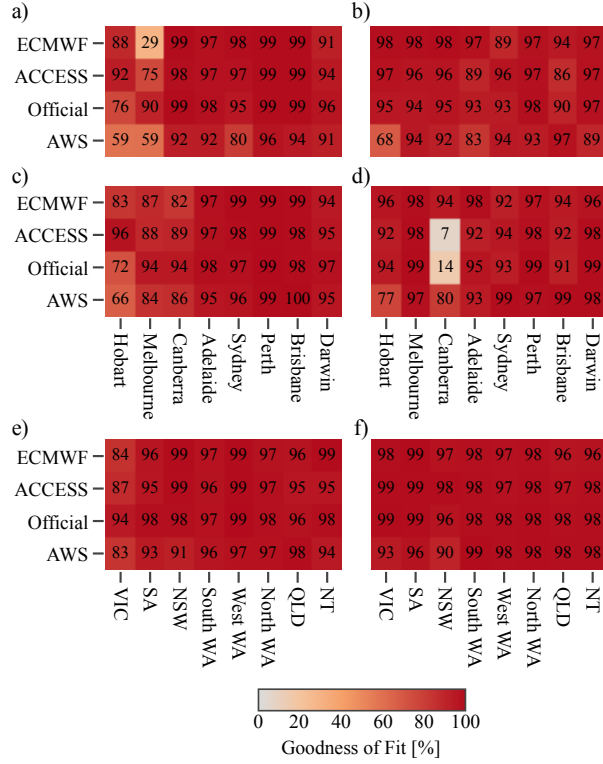 a) b)
ECMWF 88 29 99 97 98 99 99 91 98 98 98 97 89 97 94 97
ACCESS 92 75 98 97 97 99 99 93 97 96 96 89 96 97 86 97
Official 76 90 99 98 95 99 99 96 95 94 95 93 93 98 90 97
AWS 59 59 92 92 80 96 94 91 68 94 92 83 94 93 97 89
c) d)
ECMWF 83 87 82 97 99 99 99 94 96 98 94 98 92 97 94 96
ACCESS 96 88 89 97 98 99 98 95 92 98 7 92 94 98 92 98
Official 72 94 94 98 97 99 98 97 94 99 14 95 93 99 91 99
AWS 66 84 86 95 96 99 100 95 77 97 80 93 99 97 99 98
Hobart Melbourne Canberra Adelaide Sydney Perth Brisbane Darwin Hobart Melbourne Canberra Adelaide Sydney Perth Brisbane Darwin
e) f)
ECMWF 84 96 99 97 99 97 96 99 98 99 97 98 97 98 96 96
ACCESS 87 95 99 96 99 97 95 95 99 99 98 98 97 98 97 98
Official 94 98 98 97 99 98 96 98 99 99 96 98 98 98 98 98
AWS 83 93 91 96 97 97 98 94 93 96 90 99 98 98 98 98
VIC SA NSW South WA West WA North WA QLD NT VIC SA NSW South WA West WA North WA QLD NT
0 20 40 60 80 100
Goodness of Fit [%]